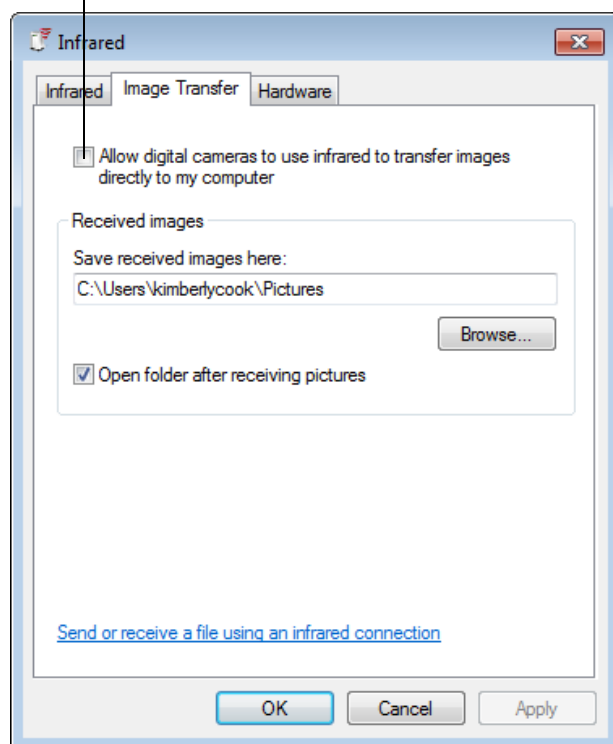 Infrared
Infrared Image Transfer Hardware
Allow digital cameras to use infrared to transfer images
directly to my computer
Received images
Save received images here:
C:\Users\kimberlycook\Pictures
Browse...
Open folder after receiving pictures
Send or receive a file using an infrared connection
OK Cancel Apply